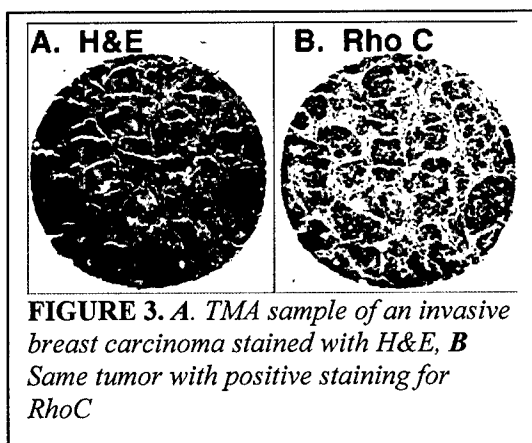 A. H&E B. Rho C
FIGURE 3. A. TMA sample of an invasive
breast carcinoma stained with H&E, B
Same tumor with positive staining for
RhoC